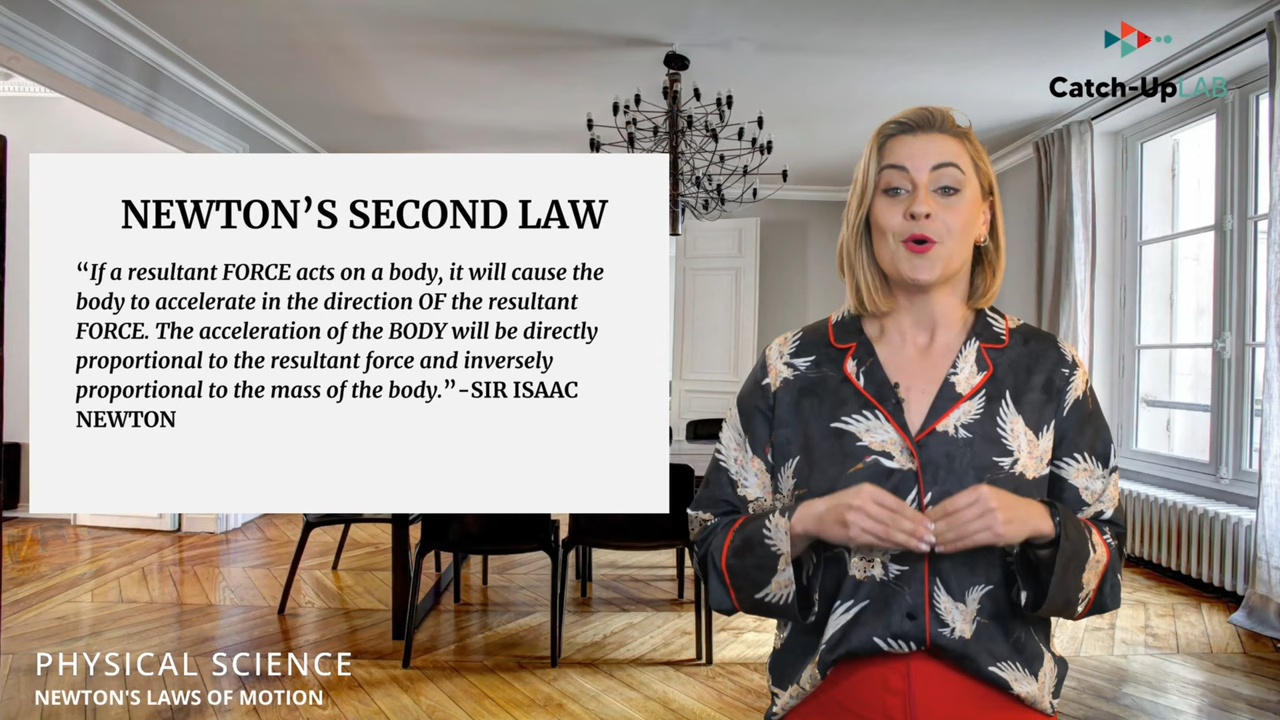 Catch-UpLAB
NEWTON’S SECOND LAW
“If a resultant FORCE acts on a body, it will cause the
body to accelerate in the direction OF the resultant
FORCE. The acceleration of the BODY will be directly
proportional to the resultant force and inversely
proportional to the mass of the body.”-SIR ISAAC
NEWTON
PHYSICAL SCIENCE
NEWTON'S LAWS OF MOTION